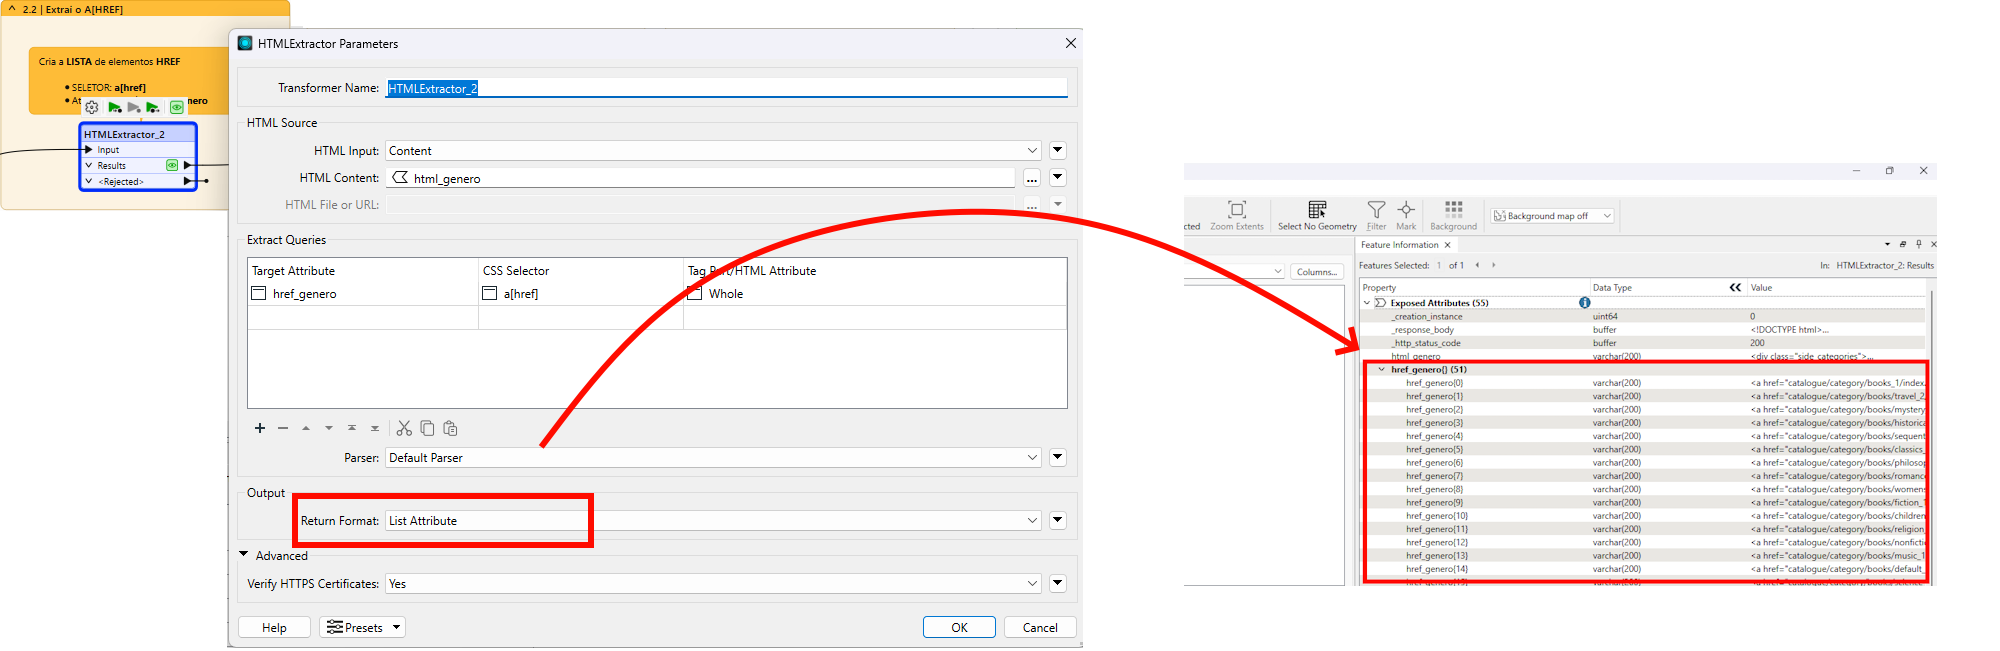 2.2 | Extrai o A[HREF]
Cria a LISTA de elementos HREF
• SELETOR: a[href]
• At
nero
HTMLExtractor_2
Input
Results
<Rejected>
HTMLExtractor Parameters
Transformer Name: HTMLExtractor_2
HTML Source
HTML Input: Content
HTML Content: html_genero
...
HTML File or URL:
...
Extract Queries
Target Attribute CSS Selector Tag Part/HTML Attribute
href_genero a[href] Whole
Parser: Default Parser
Output
Return Format: List Attribute
Advanced
Verify HTTPS Certificates: Yes
Help Presets OK Cancel
cted Zoom Extents Select No Geometry Filter Mark Background Background map off
Feature Information
Columns...
Features Selected: 1 of 1 In: HTMLExtractor_2: Results
Property Data Type Value
Exposed Attributes (55)
_creation_instance uint64 0
_response_body buffer <!DOCTYPE html>...
_http_status_code buffer 200
html_genero varchar(200) <div class="side_categories">...
href_genero{} (51)
href_genero{0} varchar(200) <a href="catalogue/category/books_1/index.
href_genero{1} varchar(200) <a href="catalogue/category/books/travel_2
href_genero{2} varchar(200) <a href="catalogue/category/books/mystery
href_genero{3} varchar(200) <a href="catalogue/category/books/historica
href_genero{4} varchar(200) <a href="catalogue/category/books/sequent
href_genero{5} varchar(200) <a href="catalogue/category/books/classics_
href_genero{6} varchar(200) <a href="catalogue/category/books/philosop
href_genero{7} varchar(200) <a href="catalogue/category/books/romance
href_genero{8} varchar(200) <a href="catalogue/category/books/womens
href_genero{9} varchar(200) <a href="catalogue/category/books/fiction_1
href_genero{10} varchar(200) <a href="catalogue/category/books/children
href_genero{11} varchar(200) <a href="catalogue/category/books/religion_
href_genero{12} varchar(200) <a href="catalogue/category/books/nonficti
href_genero{13} varchar(200) <a href="catalogue/category/books/music_1
href_genero{14} varchar(200) <a href="catalogue/category/books/default_